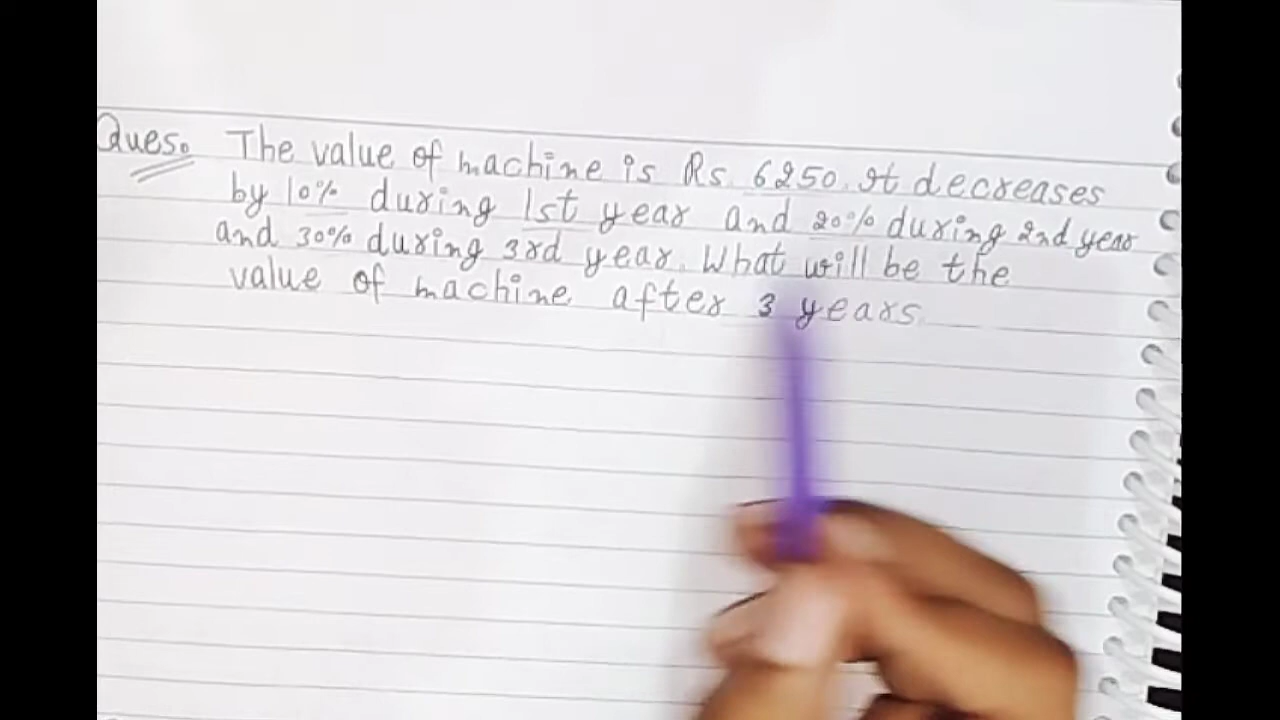 Ques. The value of machine is Rs. 6250. It decreases
by 10% during 1st year and 20% during 2nd year
and 30% during 3rd year. What will be the
value of machine after 3 years.